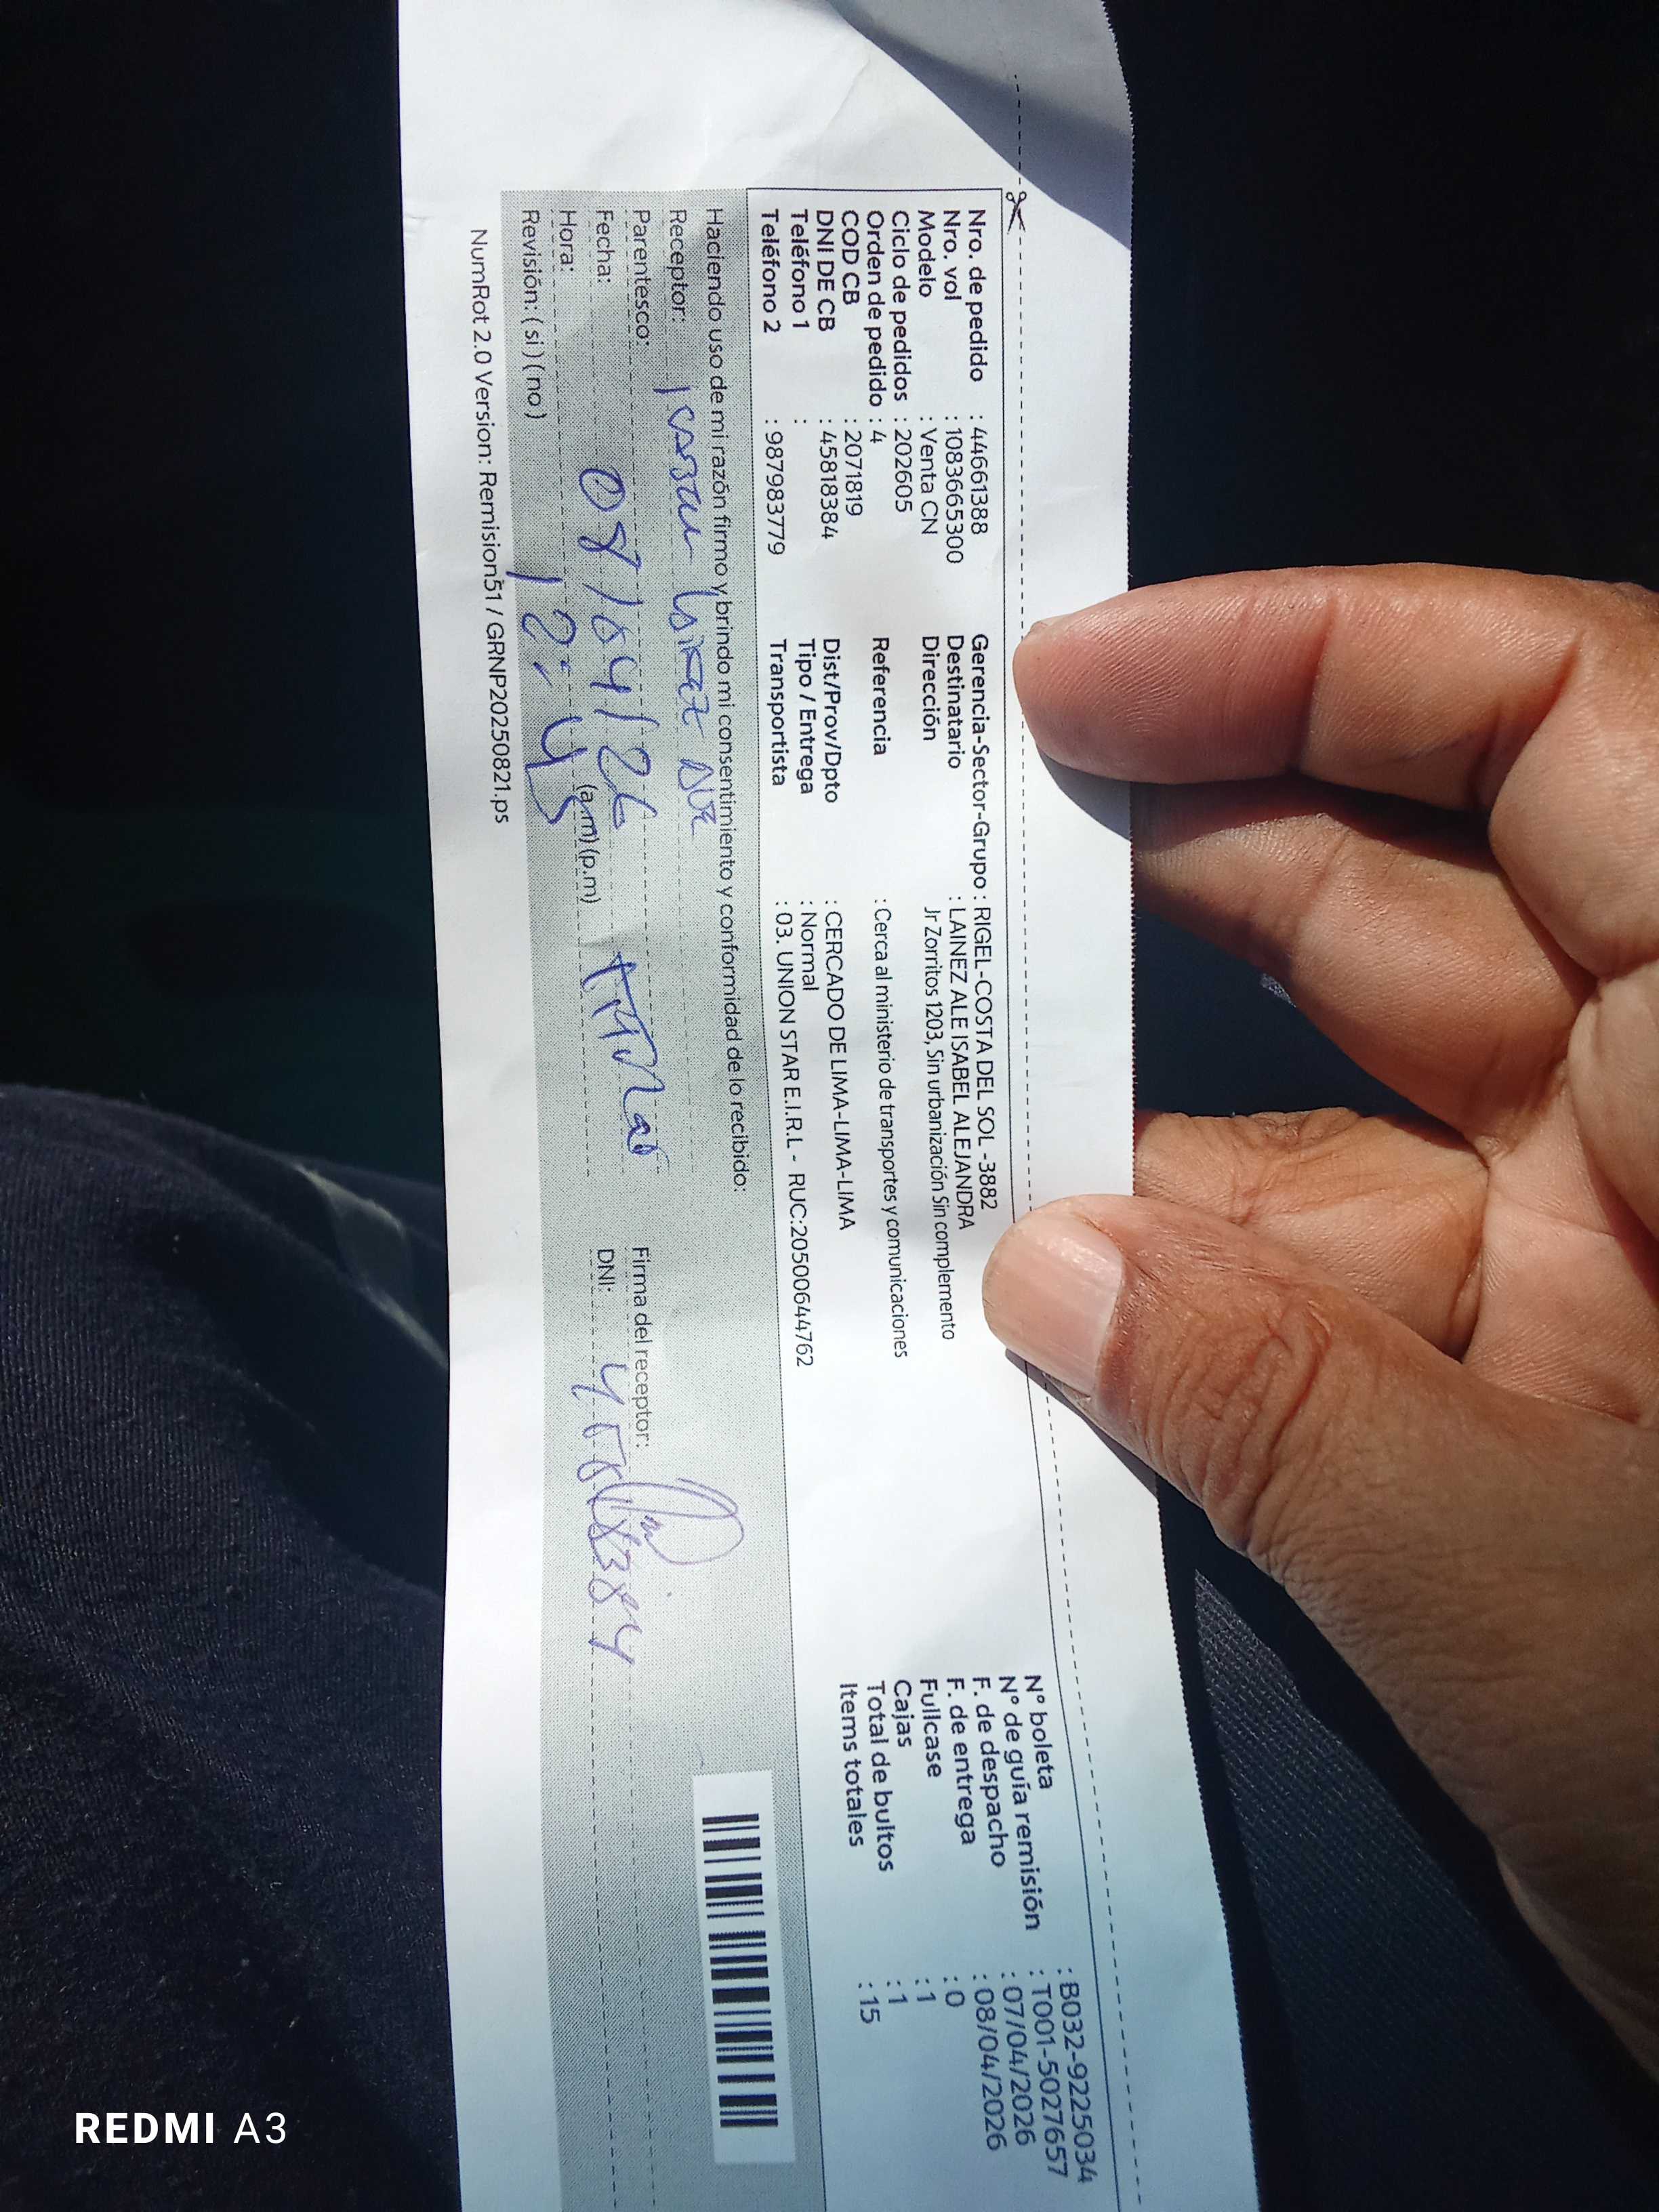 Nro. de pedido : 44661388
Nro. vol : 1083665300
Modelo : Venta CN
Ciclo de pedidos : 202605
Orden de pedido : 4
COD CB : 2071819
DNI DE CB : 45818384
Teléfono 1 :
Teléfono 2 : 987983779
Gerencia-Sector-Grupo : RIGEL-COSTA DEL SOL -3882
Destinatario : LAINEZ ALE ISABEL ALEJANDRA
Dirección Jr Zorritos 1203, Sin urbanización Sin complemento
Referencia : Cerca al ministerio de transportes y comunicaciones
Dist/Prov/Dpto : CERCADO DE LIMA-LIMA-LIMA
Tipo / Entrega : Normal
Transportista : 03. UNION STAR E.I.R.L - RUC:20500644762
N° boleta : B032-9225034
N° de guía remisión : T001-5027657
F. de despacho : 07/04/2026
F. de entrega : 08/04/2026
Fullcase : 0
Cajas : 1
Total de bultos : 1
Items totales : 15
Haciendo uso de mi razón firmo y brindo mi consentimiento y conformidad de lo recibido:
Receptor:
Parentesco: Firma del receptor:
Fecha: 08/04/26 DNI:
Hora: 12:45 (a.m) (p.m)
Revisión: ( si ) ( no )
NumRot 2.0 Version: Remision51 / GRNP20250821.ps
REDMI A3